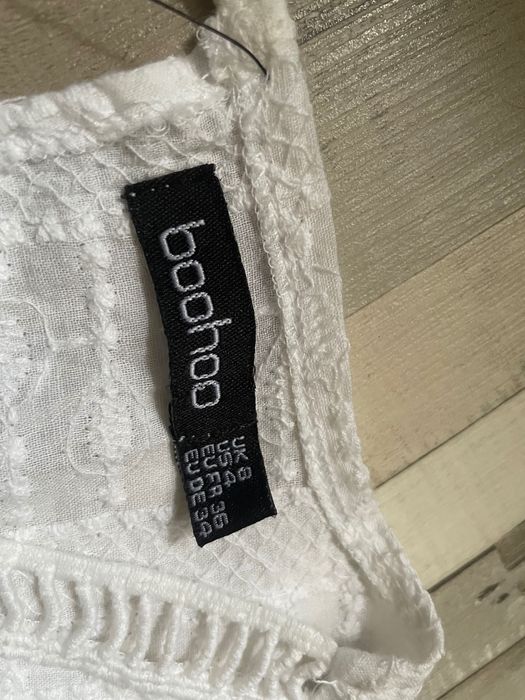 boohoo
UK 8
US 4
EU FR 36
EU DE 34